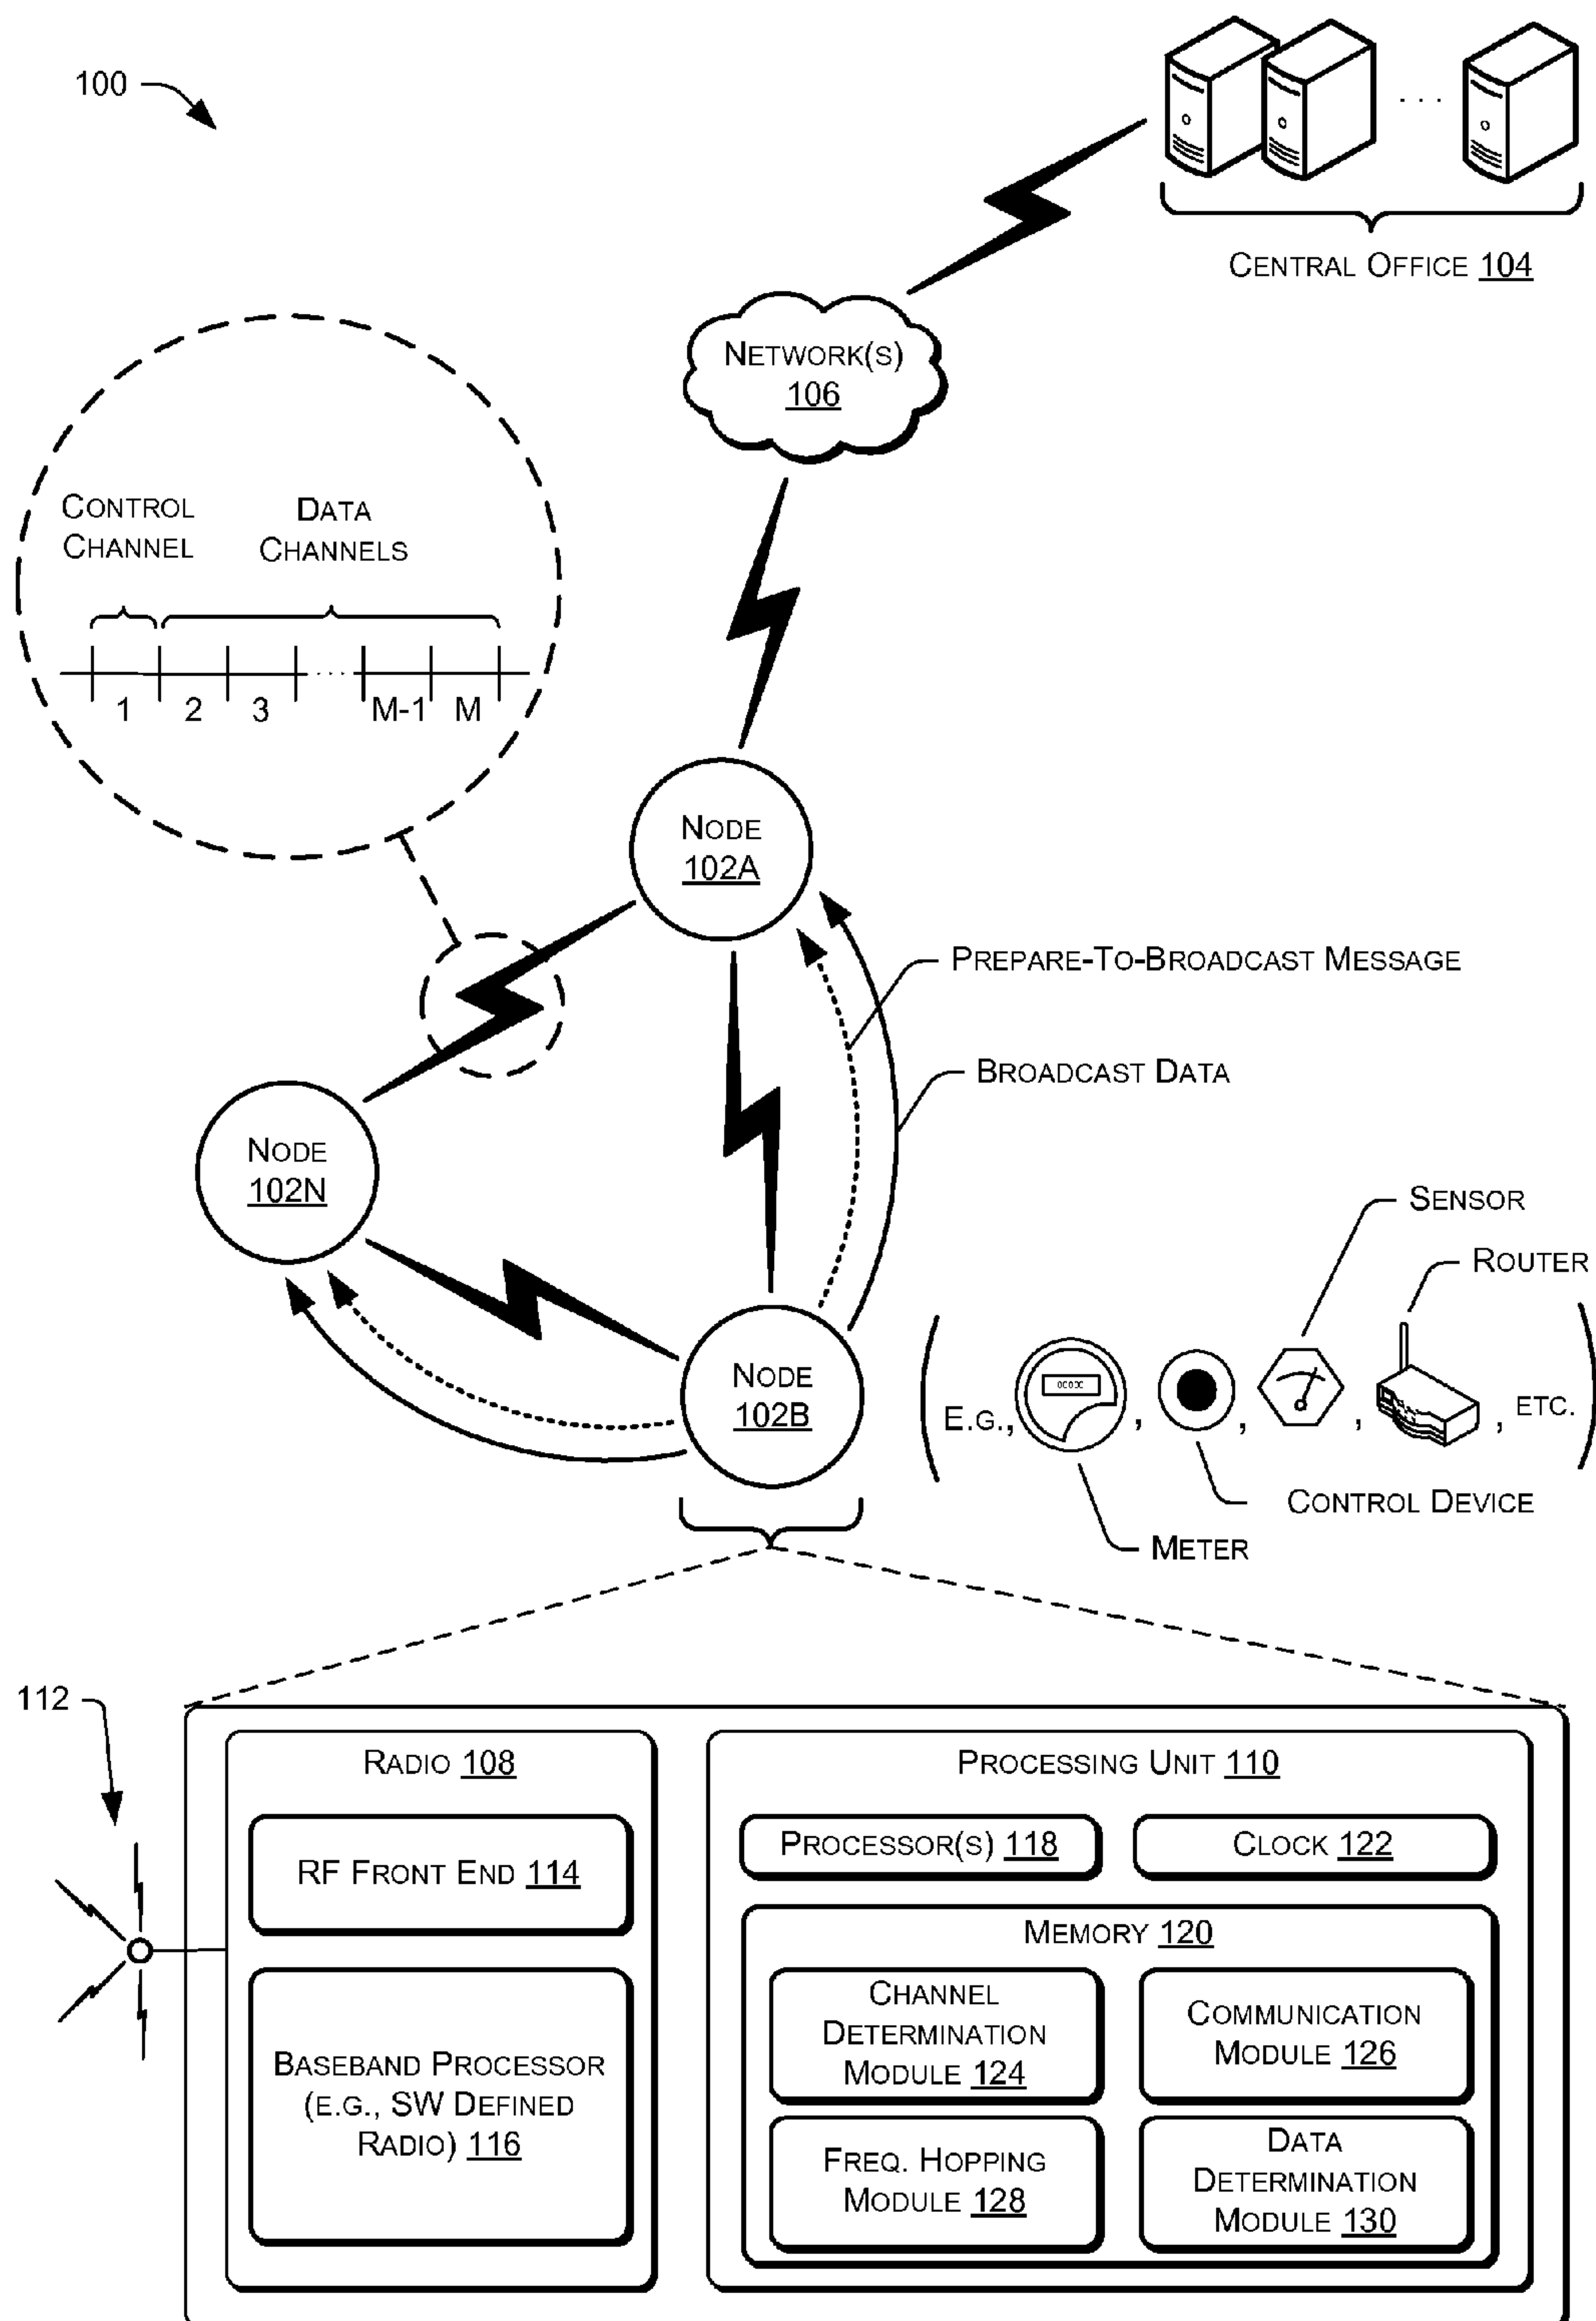 100
CENTRAL OFFICE 104
NETWORK(S)
106
CONTROL
CHANNEL
DATA
CHANNELS
1 2 3 ... M-1 M
NODE
102A
PREPARE-TO-BROADCAST MESSAGE
BROADCAST DATA
NODE
102N
SENSOR
ROUTER
NODE
102B
E.G., , , , , ETC.
CONTROL DEVICE
METER
112
RADIO 108
RF FRONT END 114
BASEBAND PROCESSOR
(E.G., SW DEFINED
RADIO) 116
PROCESSING UNIT 110
PROCESSOR(S) 118
CLOCK 122
MEMORY 120
CHANNEL
DETERMINATION
MODULE 124
COMMUNICATION
MODULE 126
FREQ. HOPPING
MODULE 128
DATA
DETERMINATION
MODULE 130